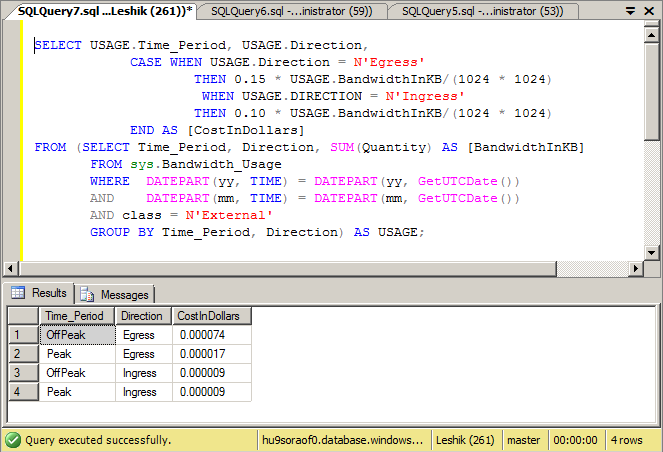 SQLQuery7.sql ...Leshik (261))* SQLQuery6.sql -...inistrator (59)) SQLQuery5.sql -...inistrator (53))
SELECT USAGE.Time_Period, USAGE.Direction,
CASE WHEN USAGE.Direction = N'Egress'
THEN 0.15 * USAGE.BandwidthInKB/(1024 * 1024)
WHEN USAGE.DIRECTION = N'Ingress'
THEN 0.10 * USAGE.BandwidthInKB/(1024 * 1024)
END AS [CostInDollars]
FROM (SELECT Time_Period, Direction, SUM(Quantity) AS [BandwidthInKB]
FROM sys.Bandwidth_Usage
WHERE DATEPART(yy, TIME) = DATEPART(yy, GetUTCDate())
AND DATEPART(mm, TIME) = DATEPART(mm, GetUTCDate())
AND class = N'External'
GROUP BY Time_Period, Direction) AS USAGE;
Results Messages
Time_Period Direction CostInDollars
1 OffPeak Egress 0.000074
2 Peak Egress 0.000017
3 OffPeak Ingress 0.000009
4 Peak Ingress 0.000009
Query executed successfully. hu9soraof0.database.windows... Leshik (261) master 00:00:00 4 rows